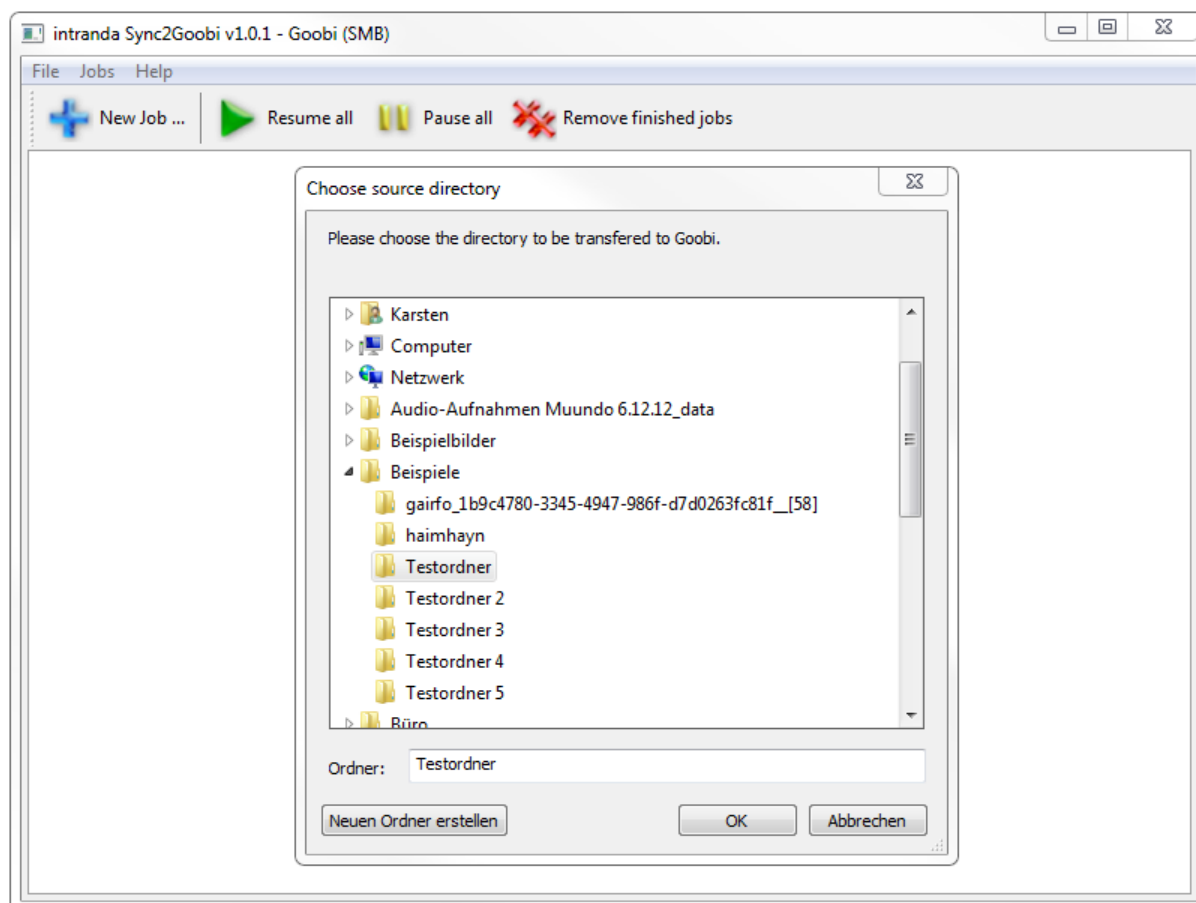 intranda Sync2Goobi v1.0.1 - Goobi (SMB)
File Jobs Help
New Job ... Resume all Pause all Remove finished jobs
Choose source directory
Please choose the directory to be transfered to Goobi.
Karsten
Computer
Netzwerk
Audio-Aufnahmen Muundo 6.12.12_data
Beispielbilder
Beispiele
gairfo_1b9c4780-3345-4947-986f-d7d0263fc81f__[58]
haimhayn
Testordner
Testordner 2
Testordner 3
Testordner 4
Testordner 5
Büro
Ordner: Testordner
Neuen Ordner erstellen OK Abbrechen